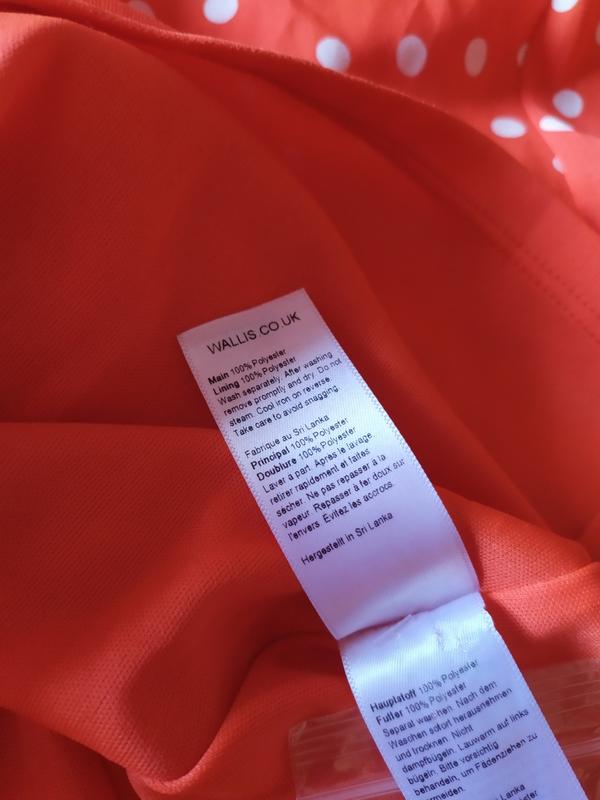 WALLIS.CO.UK
Main 100% Polyester
Lining 100% Polyester
Wash separately. After washing
remove promptly and dry. Do not
steam. Cool iron on reverse.
Take care to avoid snagging.
Fabrique au Sri Lanka
Principal 100% Polyester
Doublure 100% Polyester
Laver a part. Après le lavage
retirer rapidement et faites
sécher. Ne pas repasser à la
vapeur. Repasser à fer doux sur
l'envers. Evitez les accrocs.
Hergestellt in Sri Lanka
Hauptstoff 100% Polyester
Futter 100% Polyester
Separat waschen. Nach dem
Waschen sofort herausnehmen
und trocknen. Nicht
dampfbügeln. Lauwarm auf links
bügeln. Bitte vorsichtig
behandeln, um Fädenziehen zu